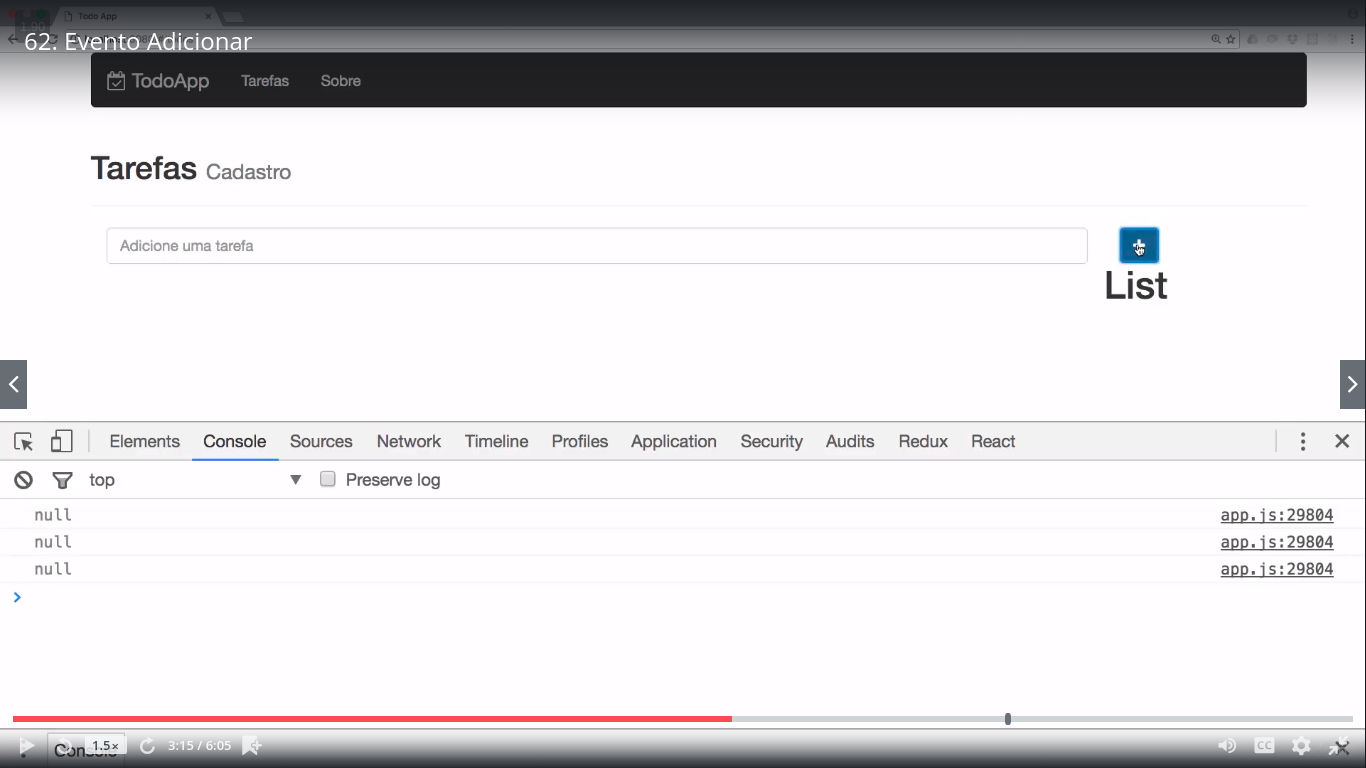 Todo App
62. Evento Adicionar
TodoApp Tarefas Sobre
Tarefas Cadastro
Adicione uma tarefa
List
Elements Console Sources Network Timeline Profiles Application Security Audits Redux React
top Preserve log
null app.js:29804
null app.js:29804
null app.js:29804
Console
1.5× 3:15 / 6:05 CC